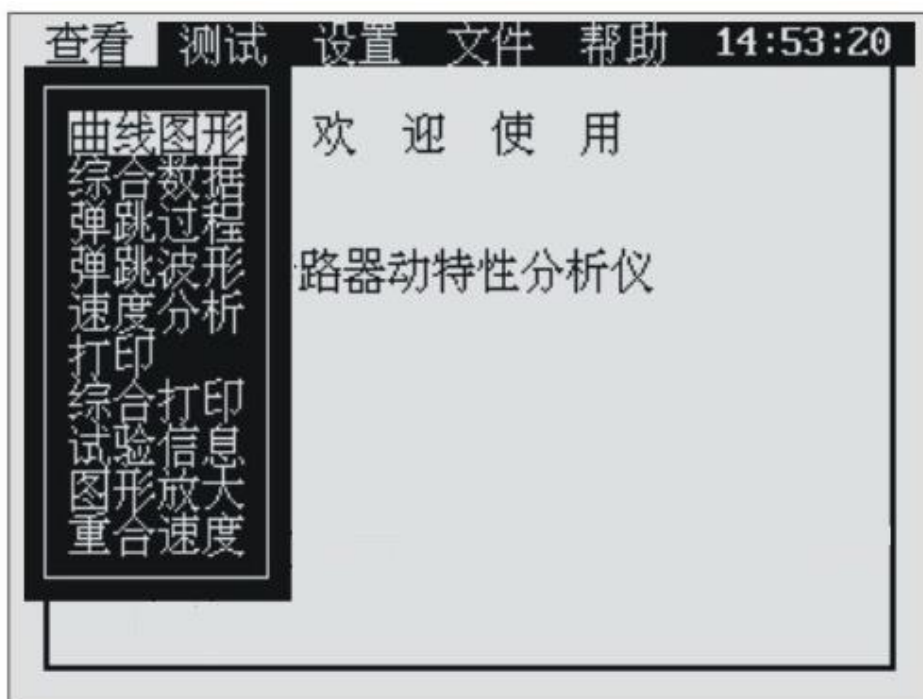 查看 测试 设置 文件 帮助 14:53:20
曲线图形
综合数据
弹跳过程
弹跳波形
速度分析
打印
综合打印
试验信息
图形放大
重合速度
欢 迎 使 用
路器动特性分析仪